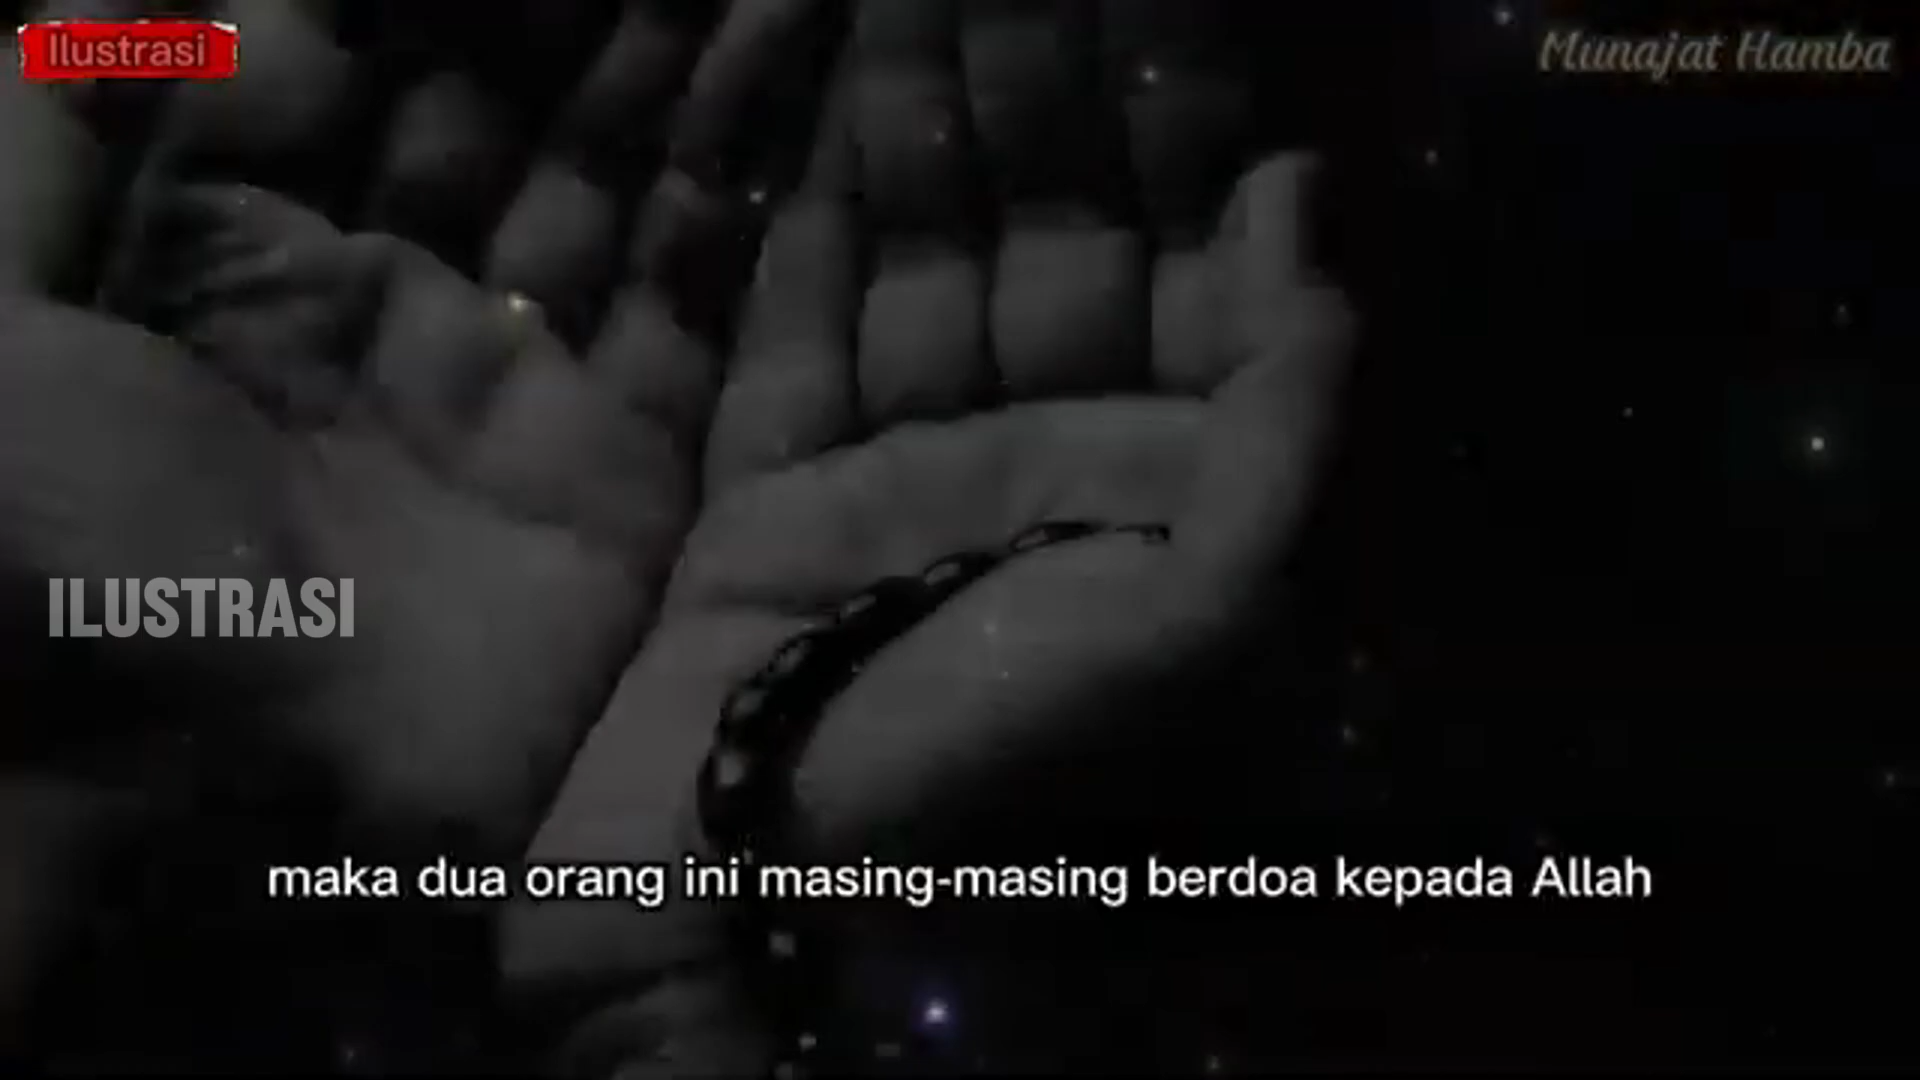 Ilustrasi
Munajat Hamba
ILUSTRASI
maka dua orang ini masing-masing berdoa kepada Allah